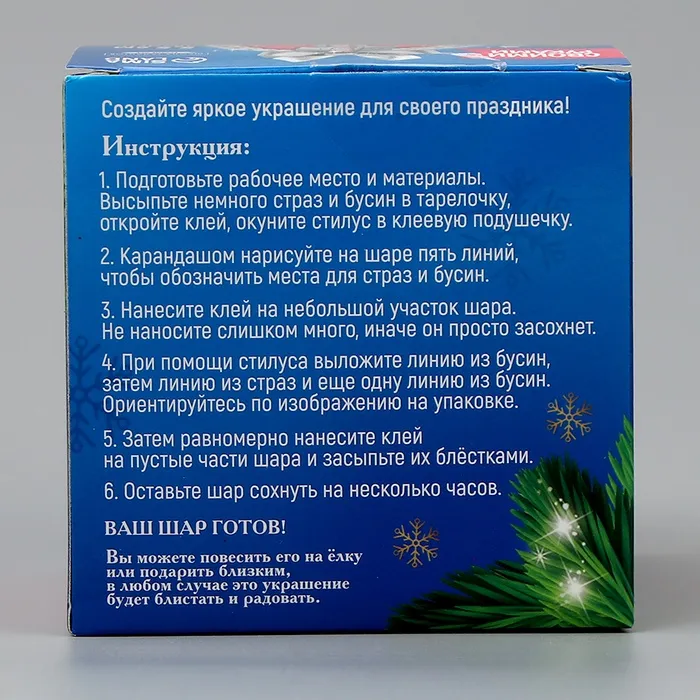 Создайте яркое украшение для своего праздника!
Инструкция:
1. Подготовьте рабочее место и материалы.
Высыпьте немного страз и бусин в тарелочку,
откройте клей, окуните стилус в клеевую подушечку.
2. Карандашом нарисуйте на шаре пять линий,
чтобы обозначить места для страз и бусин.
3. Нанесите клей на небольшой участок шара.
Не наносите слишком много, иначе он просто засохнет.
4. При помощи стилуса выложите линию из бусин,
затем линию из страз и еще одну линию из бусин.
Ориентируйтесь по изображению на упаковке.
5. Затем равномерно нанесите клей
на пустые части шара и засыпьте их блёстками.
6. Оставьте шар сохнуть на несколько часов.
ВАШ ШАР ГОТОВ!
Вы можете повесить его на ёлку
или подарить близким,
в любом случае это украшение
будет блистать и радовать.